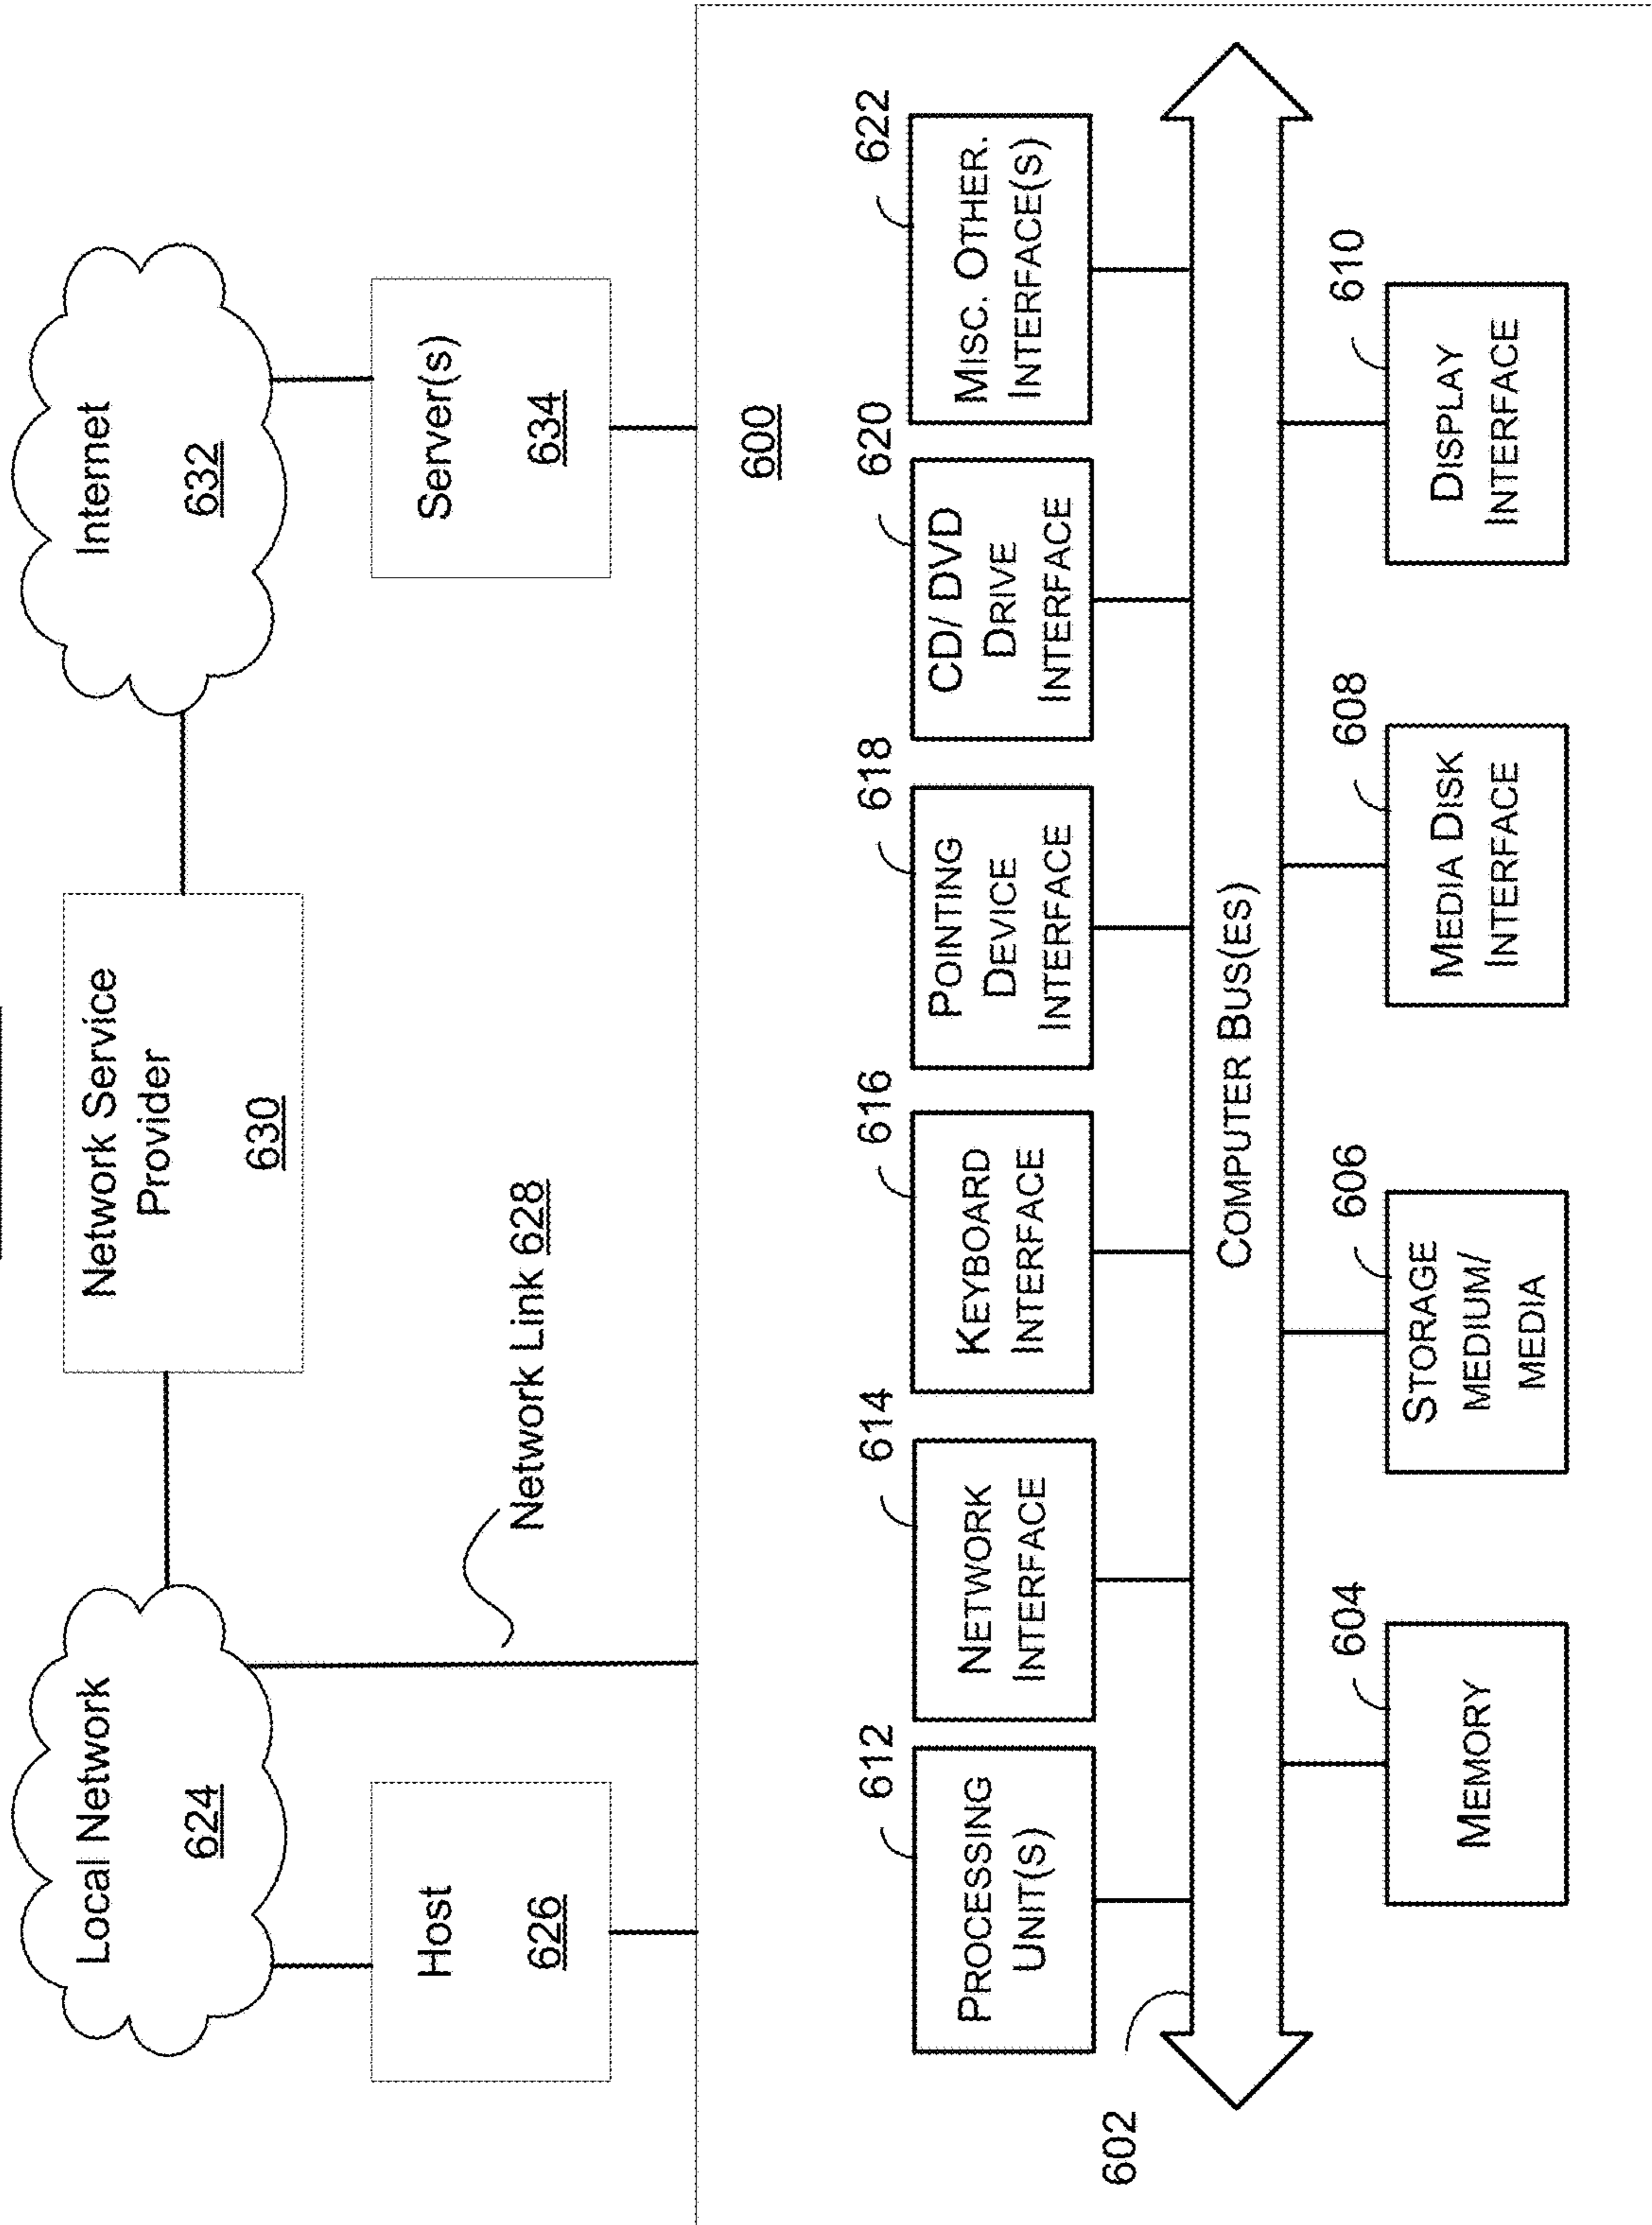 Local Network
624
Network Service
Provider
630
Internet
632
Host
626
Network Link 628
Server(s)
634
600
612
614
616
618
620
622
PROCESSING
UNIT(S)
NETWORK
INTERFACE
KEYBOARD
INTERFACE
POINTING
DEVICE
INTERFACE
CD/ DVD
DRIVE
INTERFACE
MISC. OTHER.
INTERFACE(S)
602
COMPUTER BUS(ES)
604
606
608
610
MEMORY
STORAGE
MEDIUM/
MEDIA
MEDIA DISK
INTERFACE
DISPLAY
INTERFACE